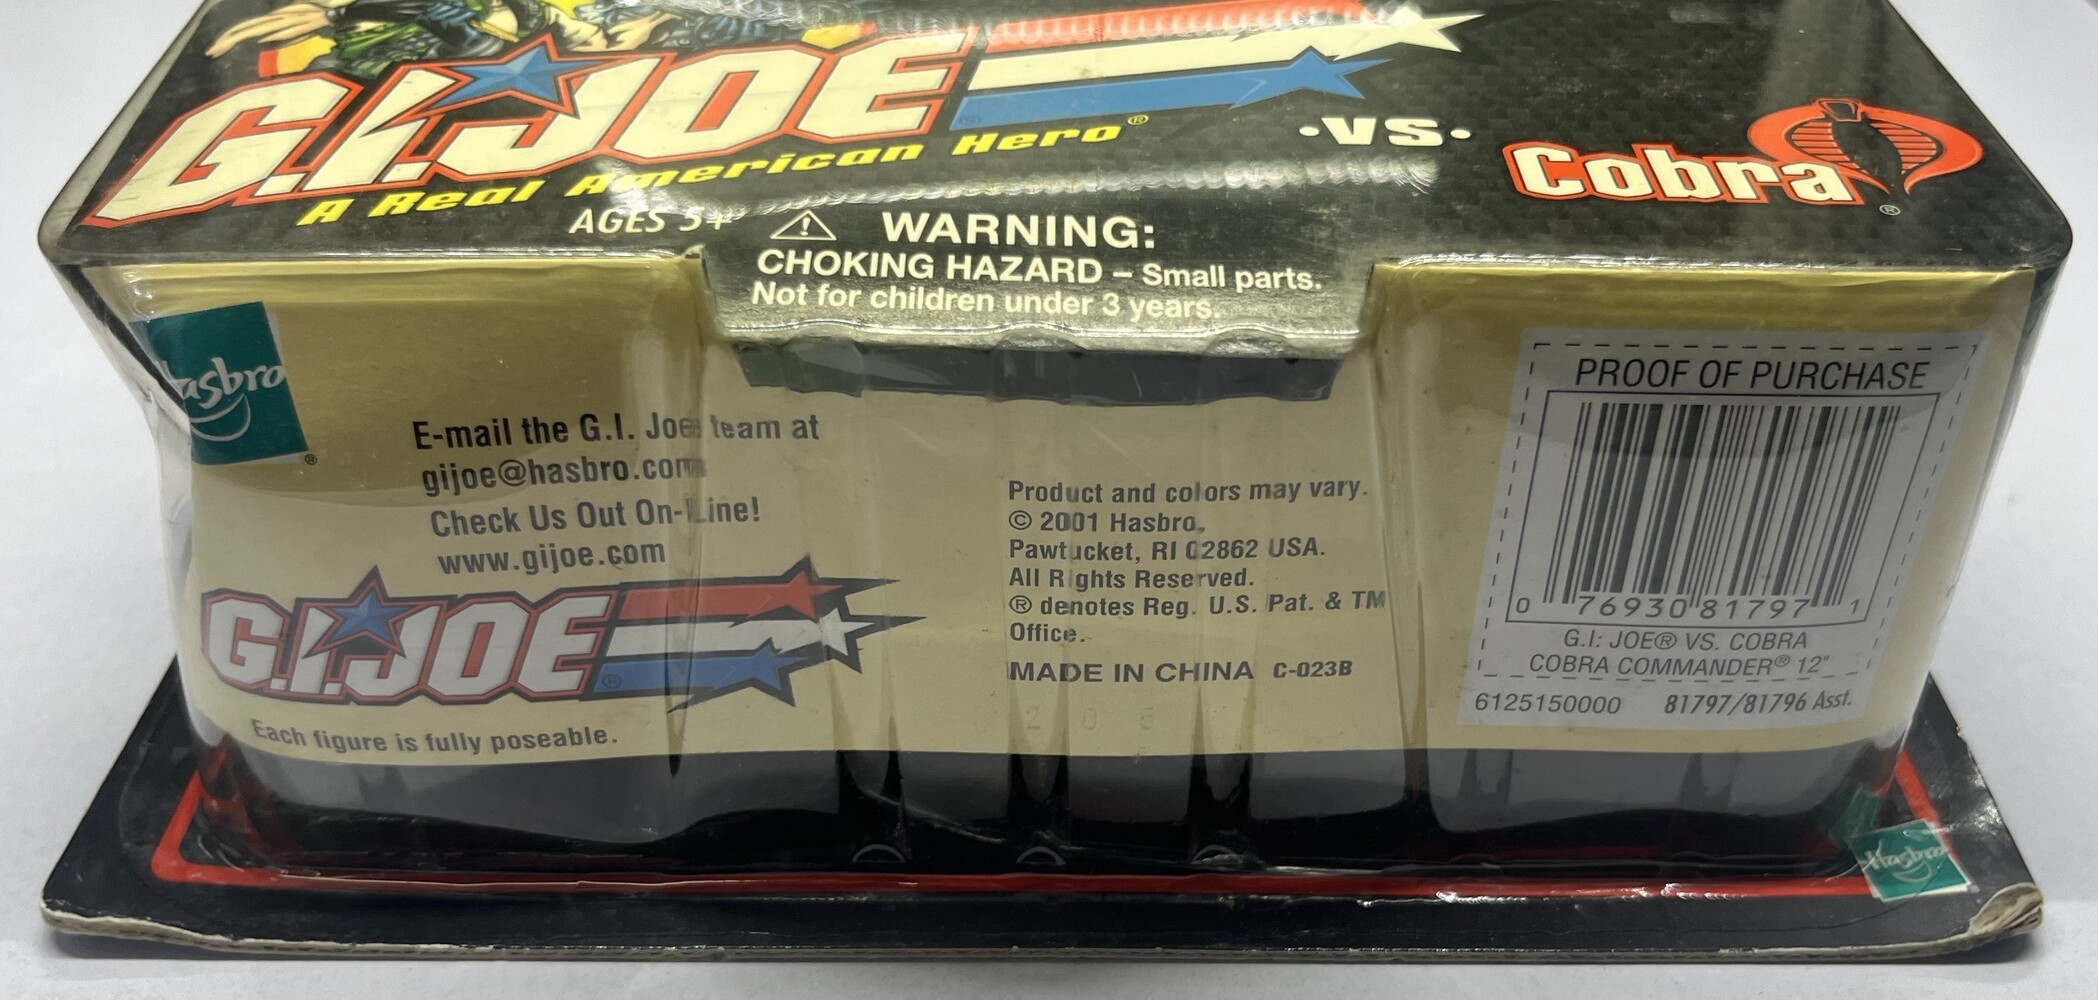 G.I. JOE
A Real American Hero®
·VS·
Cobra
®
AGES 5+
WARNING:
CHOKING HAZARD – Small parts.
Not for children under 3 years.
Hasbro
®
E-mail the G.I. Joe team at
gijoe@hasbro.com
Check Us Out On-Line!
www.gijoe.com
G.I. JOE
®
Each figure is fully poseable.
Product and colors may vary.
© 2001 Hasbro,
Pawtucket, RI 02862 USA.
All Rights Reserved.
® denotes Reg. U.S. Pat. & TM
Office.
MADE IN CHINA C-023B
PROOF OF PURCHASE
0 76930 81797 1
G.I: JOE® VS. COBRA
COBRA COMMANDER® 12"
6125150000 81797/81796 Asst.
Hasbro